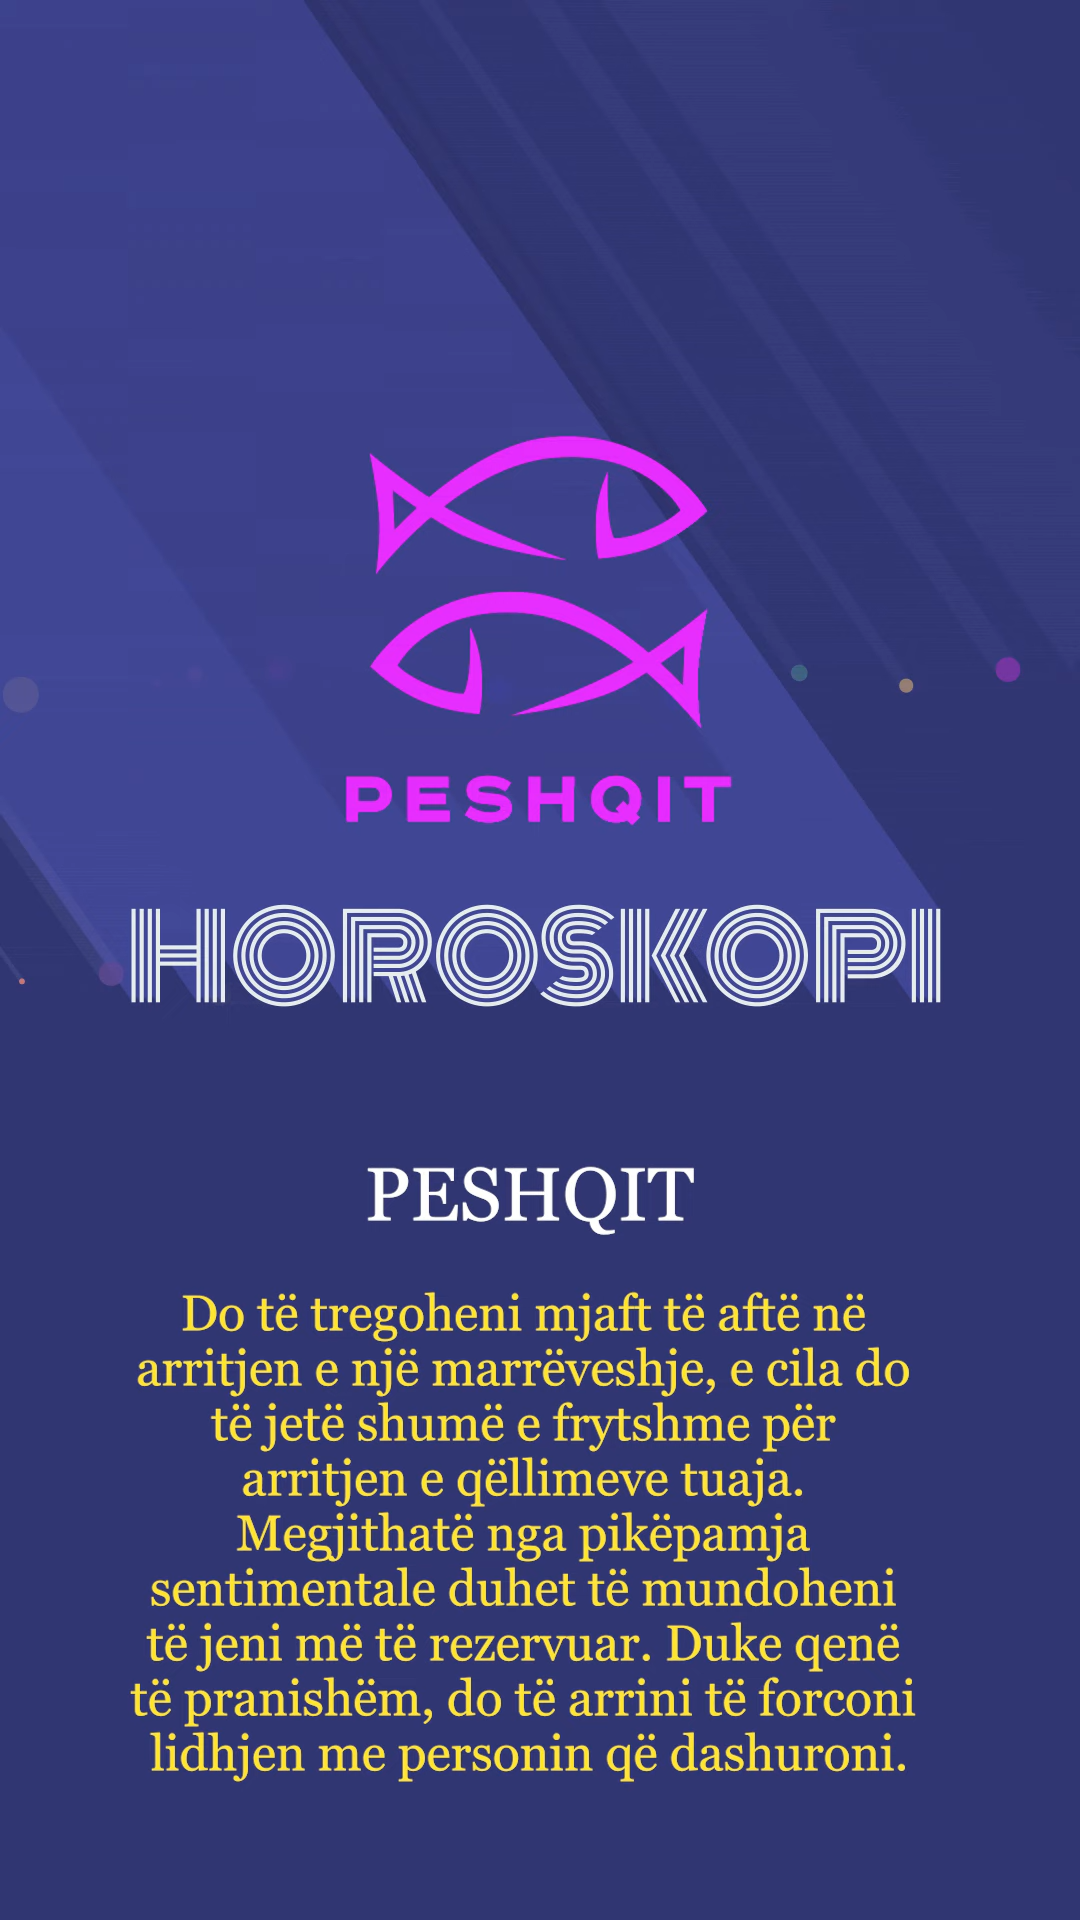 PESHQIT
HOROSKOPI
PESHQIT
Do të tregoheni mjaft të aftë në
arritjen e një marrëveshje, e cila do
të jetë shumë e frytshme për
arritjen e qëllimeve tuaja.
Megjithatë nga pikëpamja
sentimentale duhet të mundoheni
të jeni më të rezervuar. Duke qenë
të pranishëm, do të arrini të forconi
lidhjen me personin që dashuroni.